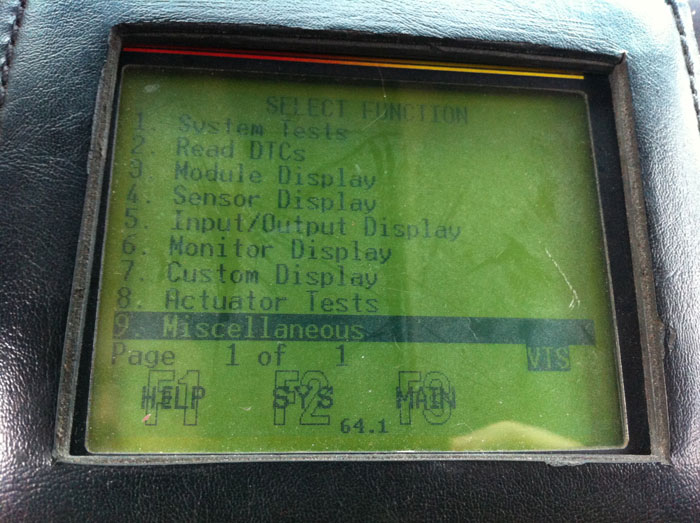 SELECT FUNCTION
1. System Tests
2. Read DTCs
3. Module Display
4. Sensor Display
5. Input/Output Display
6. Monitor Display
7. Custom Display
8. Actuator Tests
9. Miscellaneous
Page 1 of 1 VTS
F1 HELP F2 SYS F3 MAIN
64.1